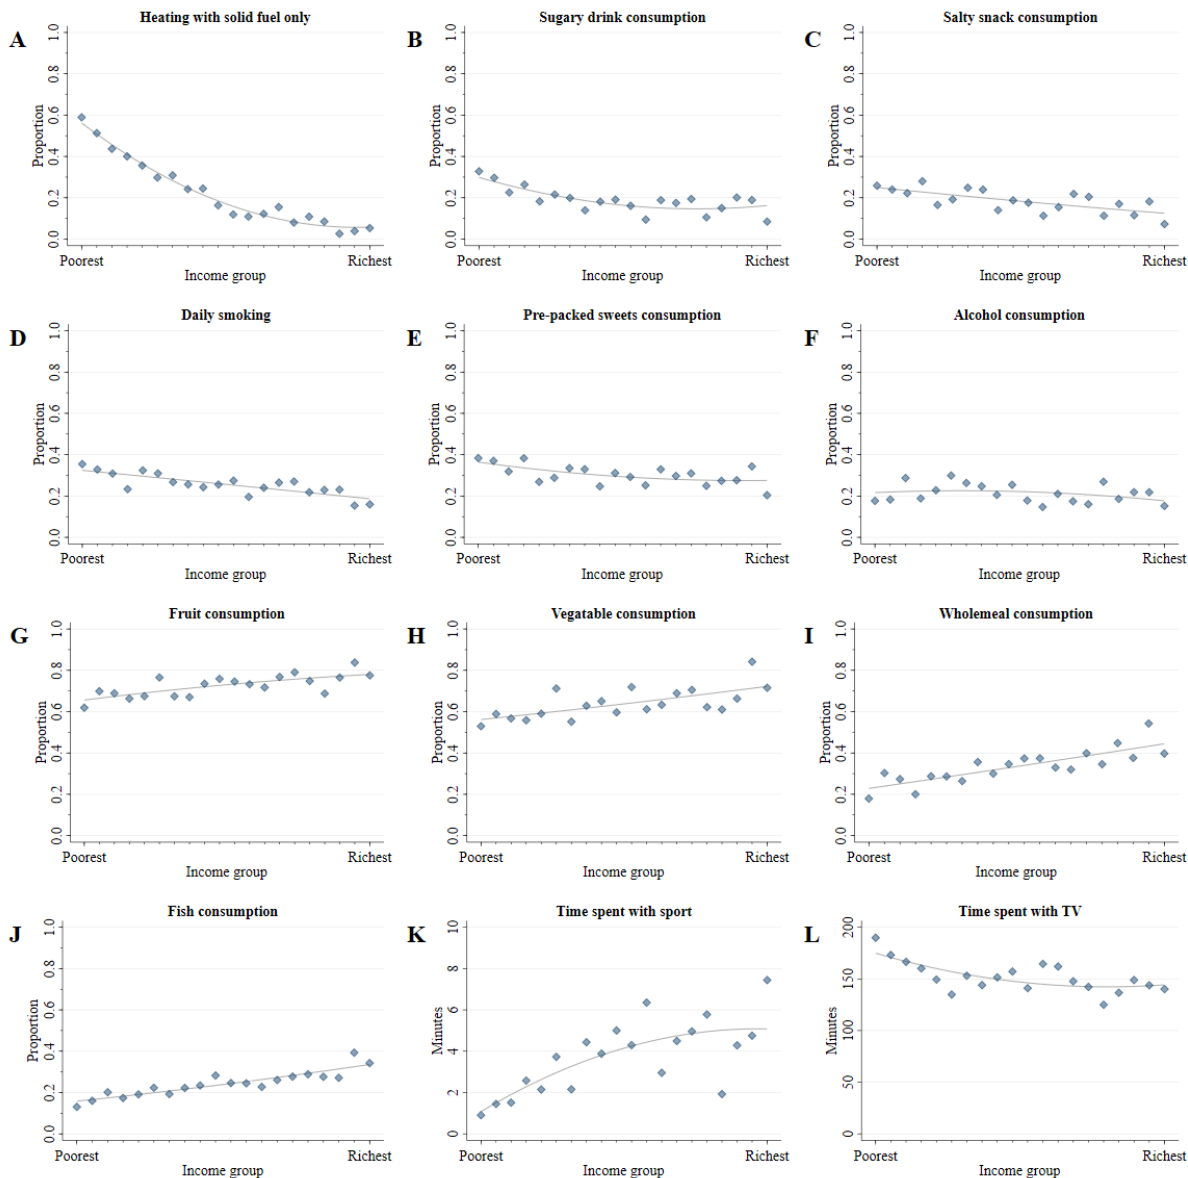 Heating with solid fuel only
A
Proportion
0.0 0.2 0.4 0.6 0.8 1.0
Poorest Richest
Income group
Sugary drink consumption
B
Proportion
0.0 0.2 0.4 0.6 0.8 1.0
Poorest Richest
Income group
Salty snack consumption
C
Proportion
0.0 0.2 0.4 0.6 0.8 1.0
Poorest Richest
Income group
Daily smoking
D
Proportion
0.0 0.2 0.4 0.6 0.8 1.0
Poorest Richest
Income group
Pre-packed sweets consumption
E
Proportion
0.0 0.2 0.4 0.6 0.8 1.0
Poorest Richest
Income group
Alcohol consumption
F
Proportion
0.0 0.2 0.4 0.6 0.8 1.0
Poorest Richest
Income group
Fruit consumption
G
Proportion
0.0 0.2 0.4 0.6 0.8 1.0
Poorest Richest
Income group
Vegatable consumption
H
Proportion
0.0 0.2 0.4 0.6 0.8 1.0
Poorest Richest
Income group
Wholemeal consumption
I
Proportion
0.0 0.2 0.4 0.6 0.8 1.0
Poorest Richest
Income group
Fish consumption
J
Proportion
0.0 0.2 0.4 0.6 0.8 1.0
Poorest Richest
Income group
Time spent with sport
K
Minutes
0 2 4 6 8 10
Poorest Richest
Income group
Time spent with TV
L
Minutes
0 50 100 150 200
Poorest Richest
Income group